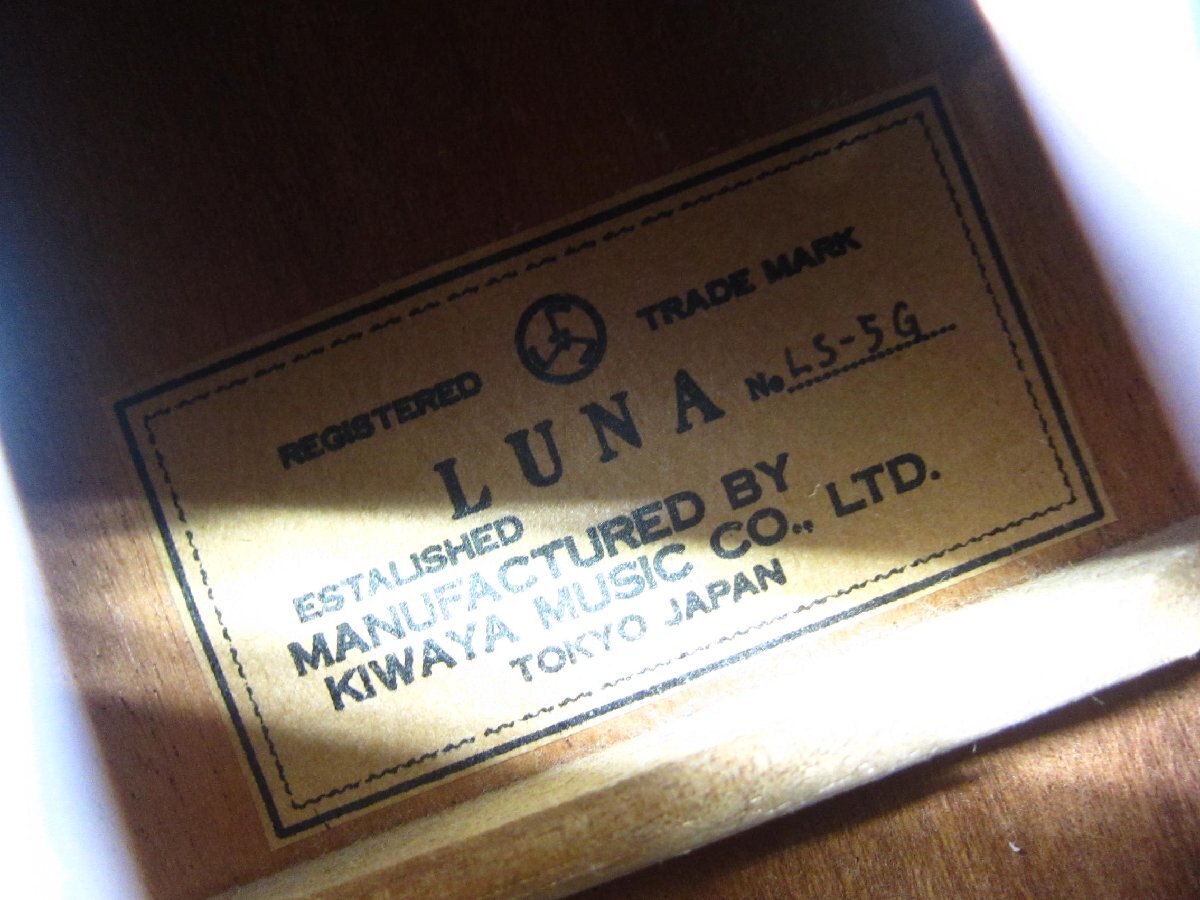 REGISTERED TRADE MARK
LUNA No LS-5G
ESTALISHED
MANUFACTURED BY
KIWAYA MUSIC CO., LTD.
TOKYO JAPAN